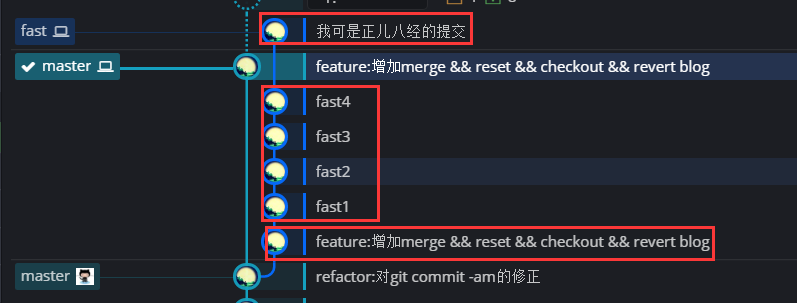 fast 我可是正儿八经的提交
master feature:增加merge && reset && checkout && revert blog
fast4
fast3
fast2
fast1
feature:增加merge && reset && checkout && revert blog
master refactor:对git commit -am的修正